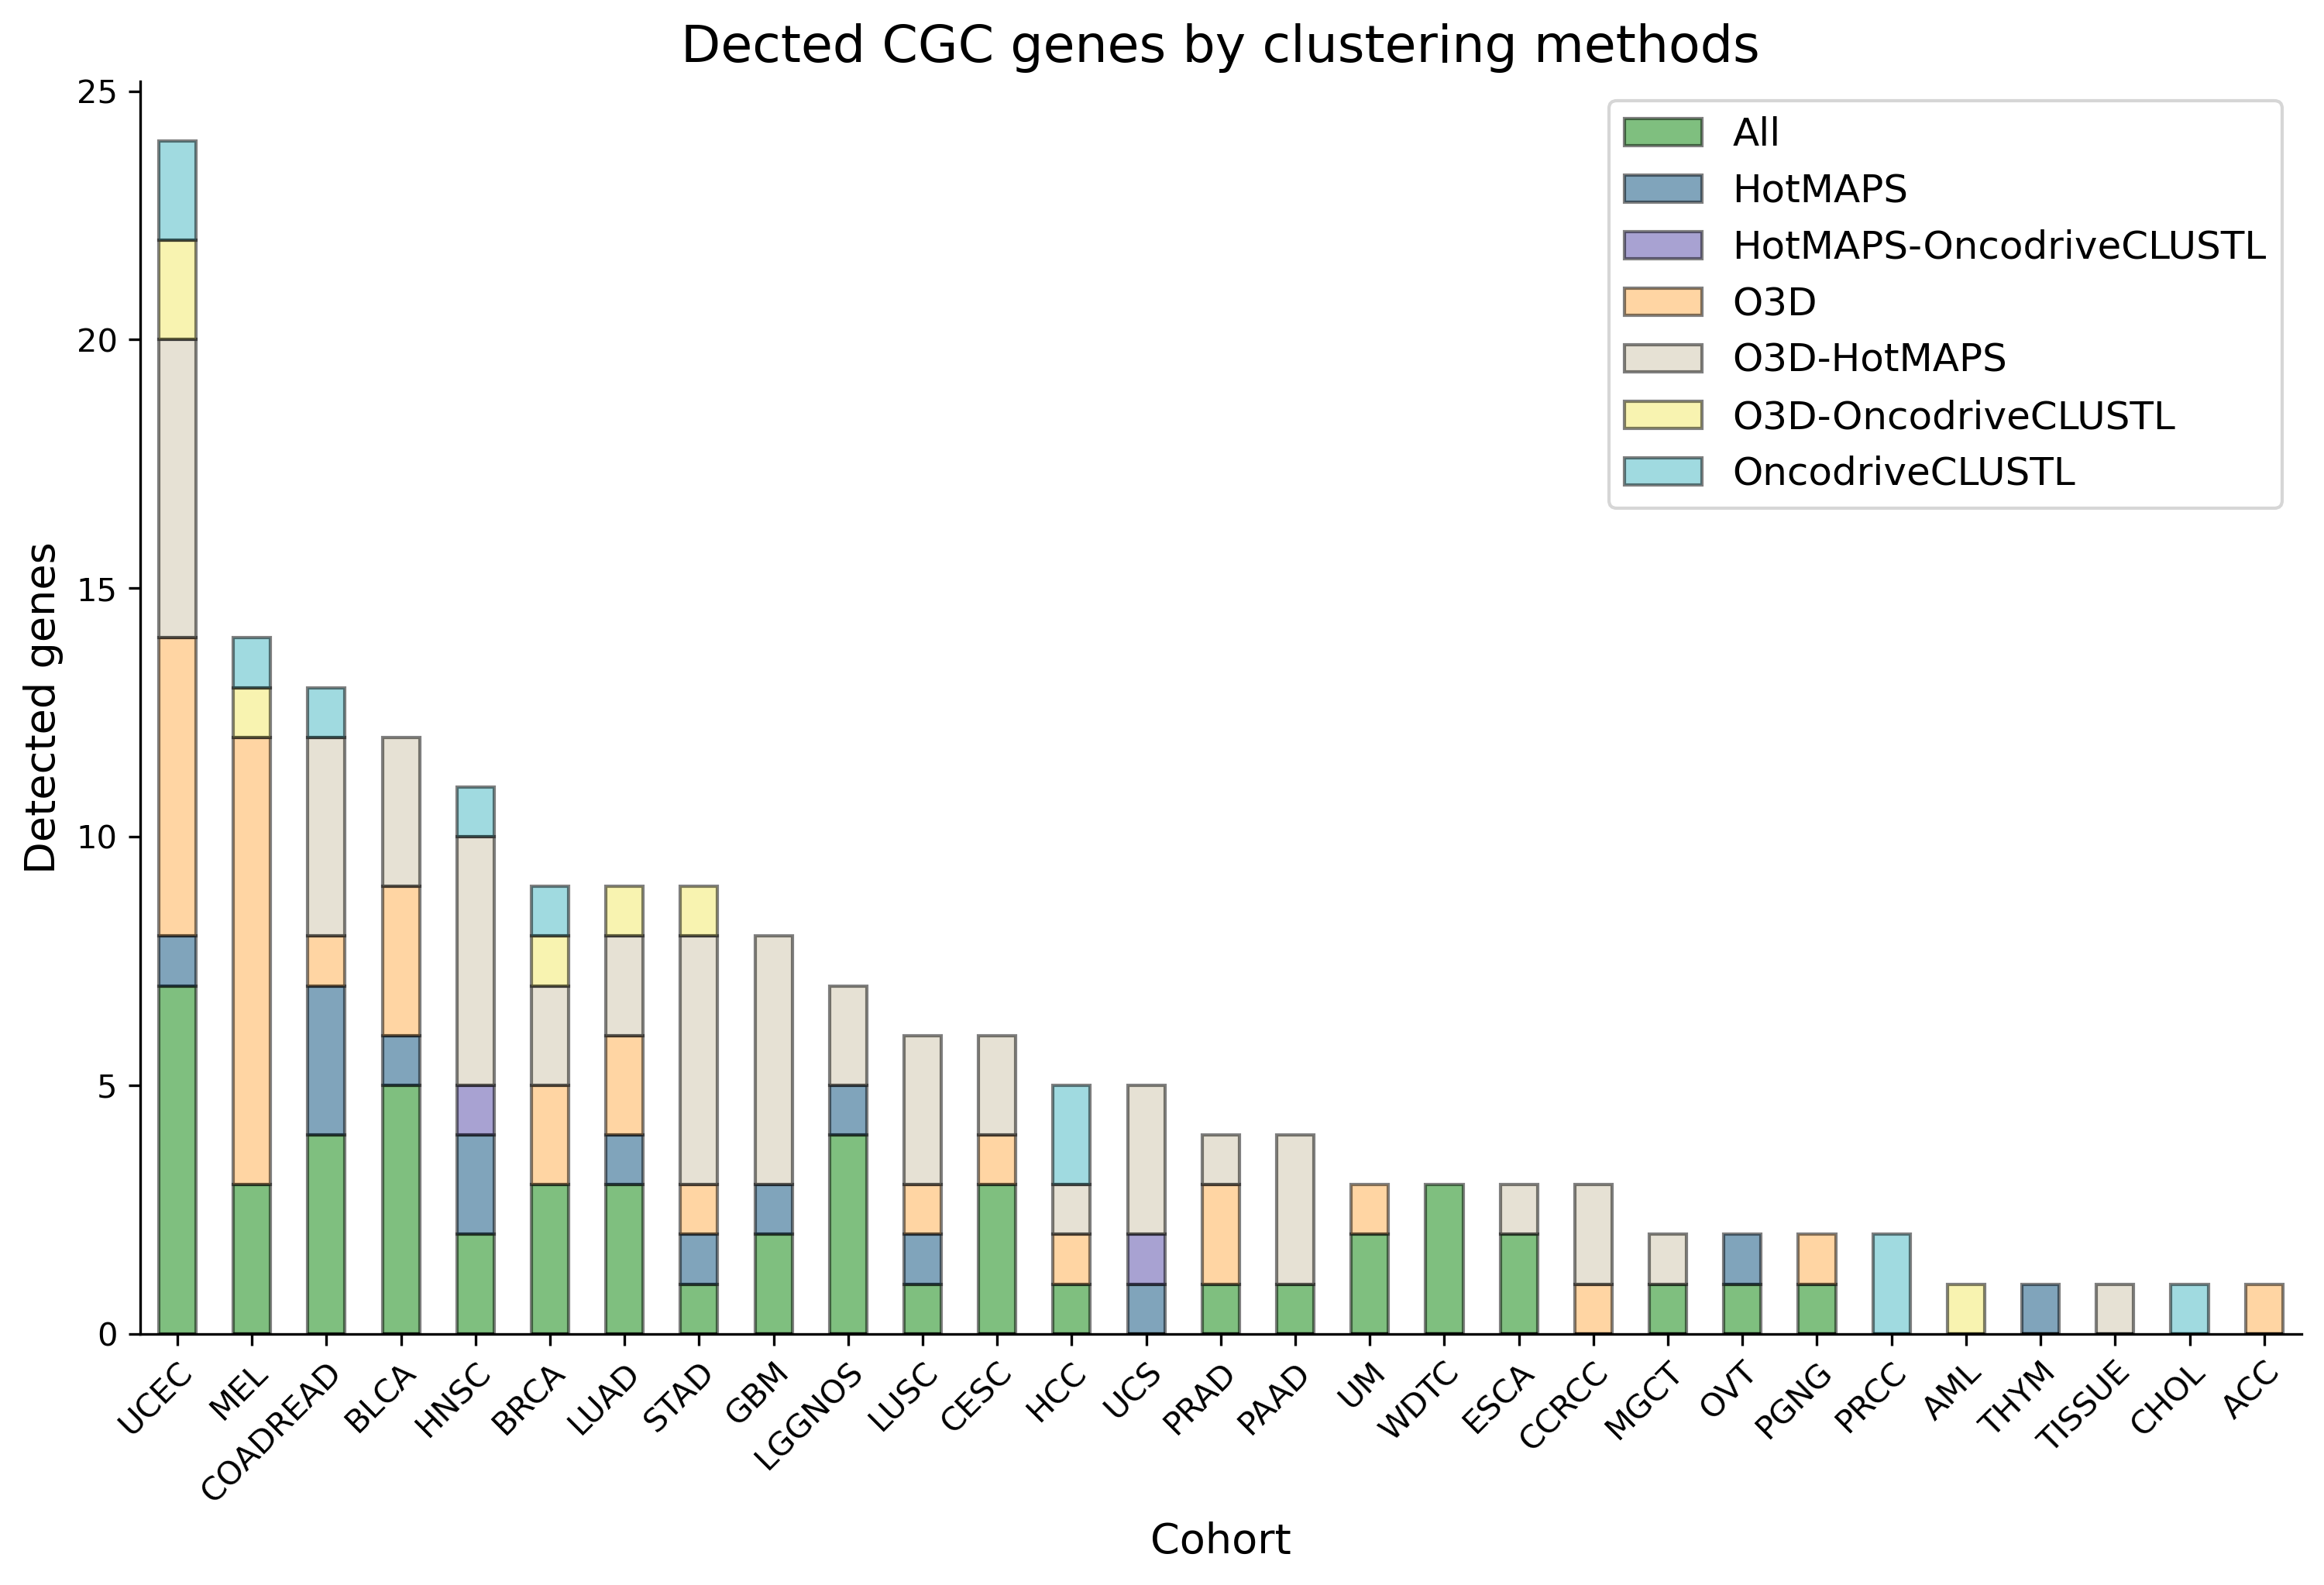 Dected CGC genes by clustering methods
25
20
15
10
5
0
Detected genes
All
HotMAPS
HotMAPS-OncodriveCLUSTL
O3D
O3D-HotMAPS
O3D-OncodriveCLUSTL
OncodriveCLUSTL
UCEC
MEL
COADREAD
BLCA
HNSC
BRCA
LUAD
STAD
GBM
LGGNOS
LUSC
CESC
HCC
UCS
PRAD
PAAD
UM
WDTC
ESCA
CCRCC
MGCT
OVT
PGNG
PRCC
AML
THYM
TISSUE
CHOL
ACC
Cohort